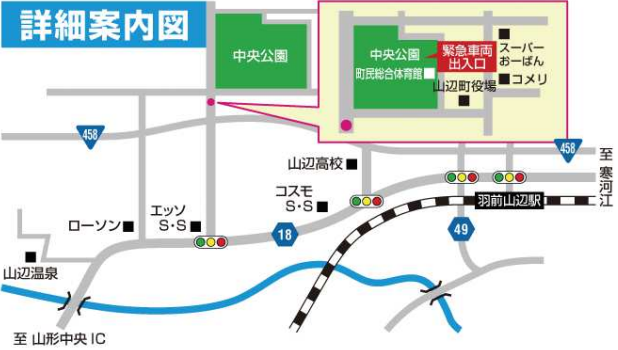 詳細案内図
中央公園
中央公園
町民総合体育館
緊急車両
出入口
スーパー
おーばん
コメリ
山辺町役場
458
458
至寒河江
山辺高校
コスモ
S・S
羽前山辺駅
ローソン
エッソ
S・S
18
49
山辺温泉
至 山形中央 IC